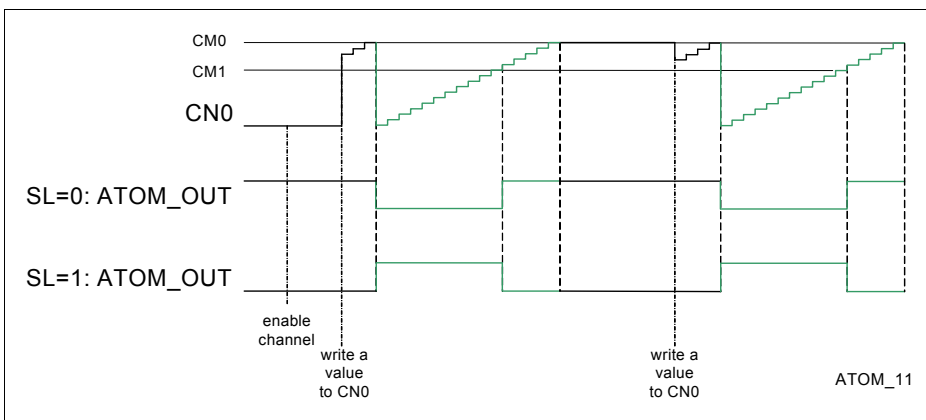 CM0
CM1
CN0
SL=0: ATOM_OUT
SL=1: ATOM_OUT
enable
channel
write a
value
to CN0
write a
value
to CN0
ATOM_11